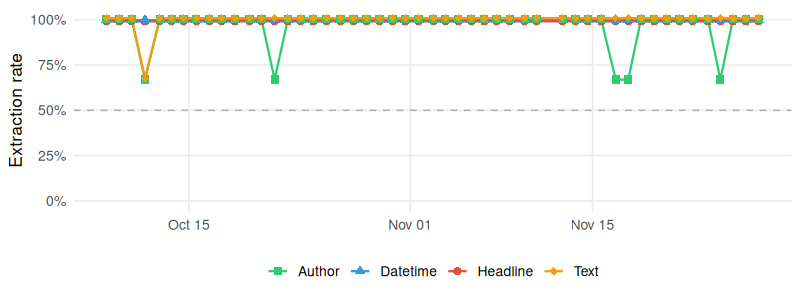 Extraction rate
100%
75%
50%
25%
0%
Oct 15 Nov 01 Nov 15
Author Datetime Headline Text